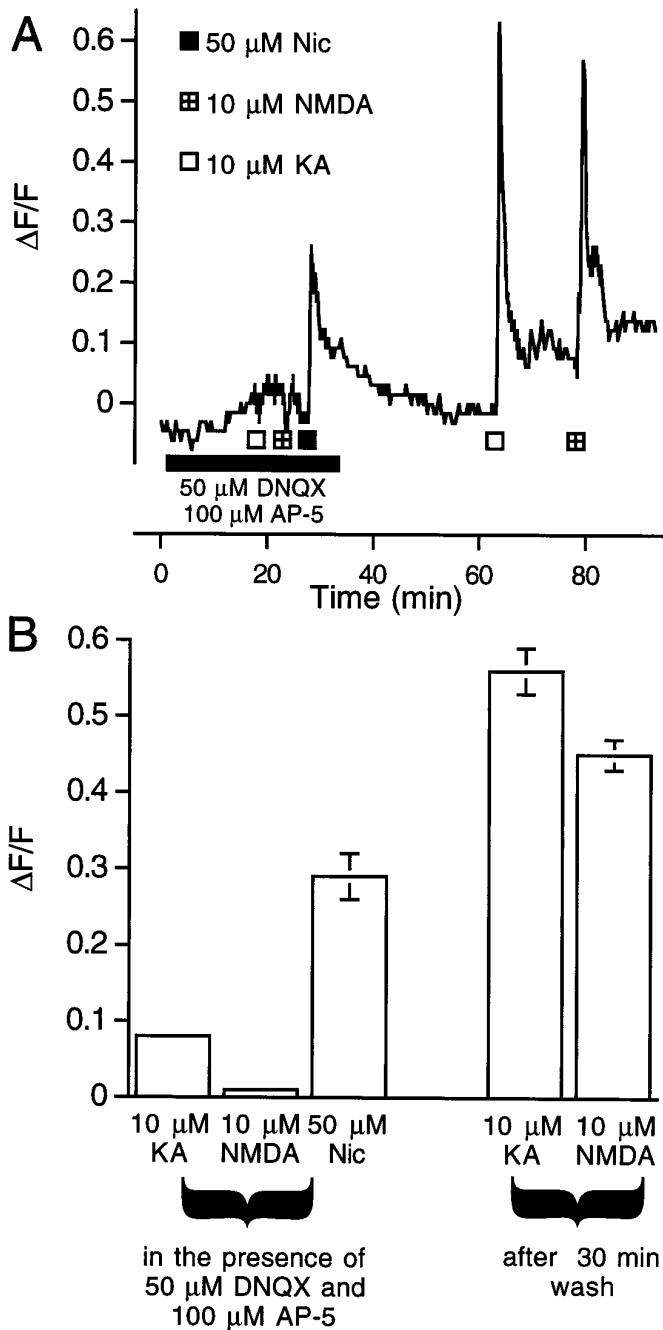 A
0.6
50 μM Nic
0.5
10 μM NMDA
0.4
10 μM KA
0.3
0.2
0.1
0
ΔF/F
50 μM DNQX
100 μM AP-5
0 20 40 60 80
Time (min)
B
0.6
0.5
0.4
0.3
0.2
0.1
0
ΔF/F
10 μM 10 μM 50 μM 10 μM 10 μM
KA NMDA Nic KA NMDA
in the presence of
50 μM DNQX and
100 μM AP-5
after 30 min
wash